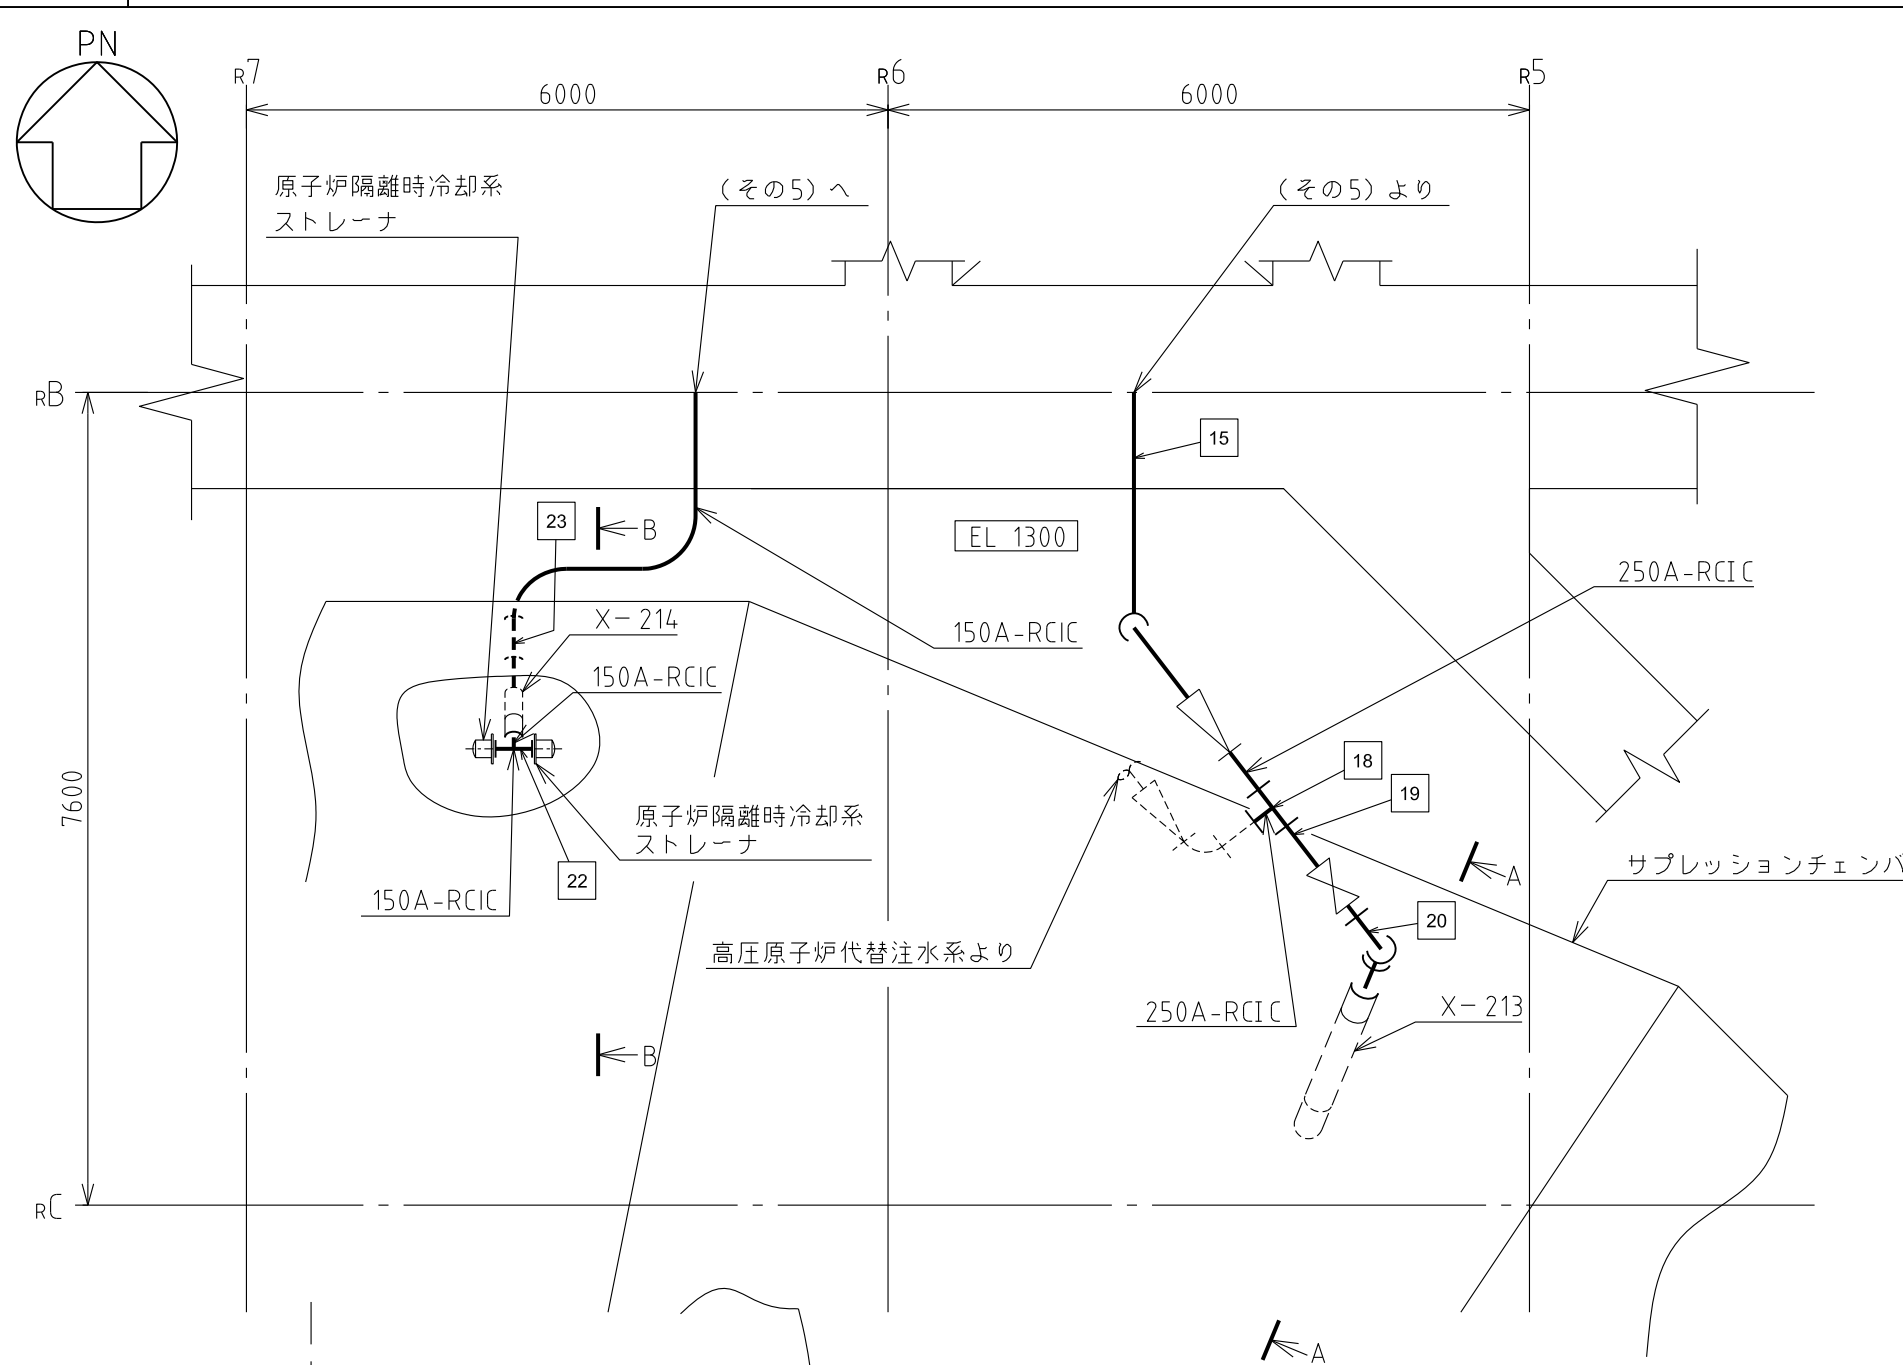 PN
R7
R6
R5
6000
6000
原子炉隔離時冷却系
ストレーナ
(その5)へ
(その5)より
RB
15
23
B
EL 1300
250A-RCIC
X-214
150A-RCIC
150A-RCIC
18
19
7600
原子炉隔離時冷却系
ストレーナ
A
サプレッションチェンバ
22
150A-RCIC
20
高圧原子炉代替注水系より
250A-RCIC
X-213
B
RC
A